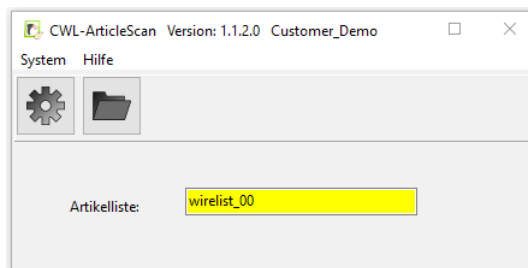 CWL-ArticleScan Version: 1.1.2.0 Customer_Demo
System Hilfe
Artikelliste: wirelist_00